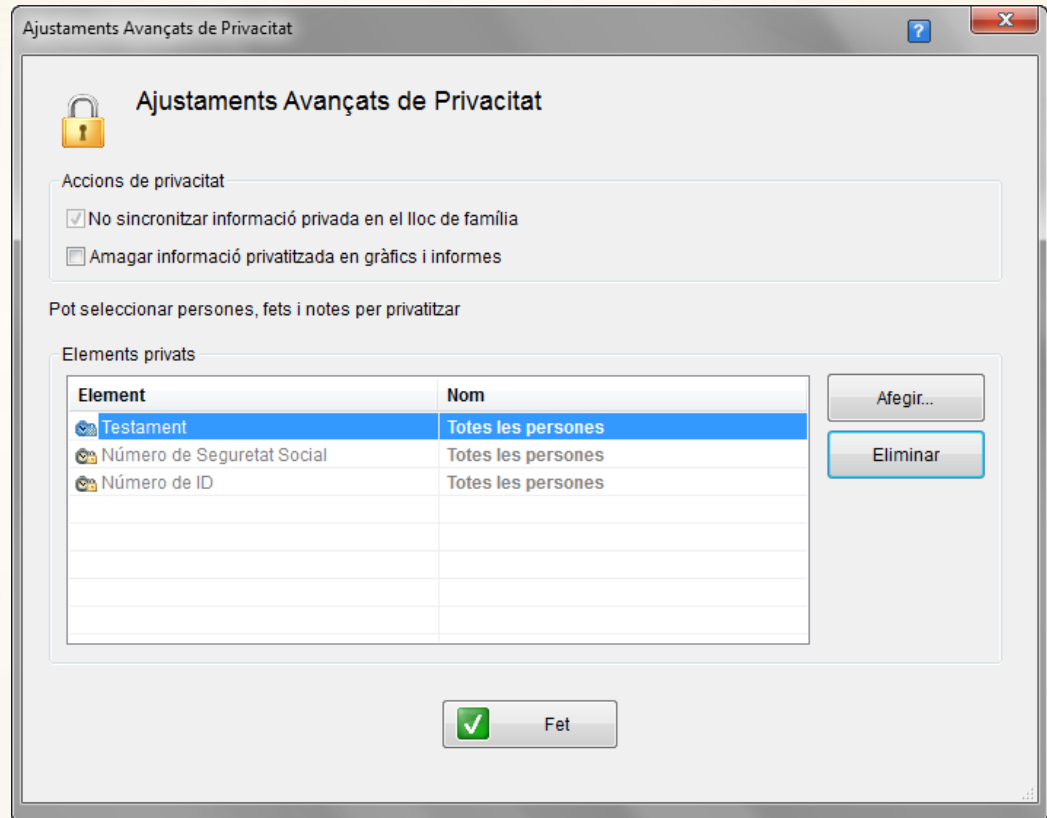 Ajustaments Avançats de Privacitat
?
Ajustaments Avançats de Privacitat
Accions de privacitat
No sincronitzar informació privada en el lloc de família
Amagar informació privatitzada en gràfics i informes
Pot seleccionar persones, fets i notes per privatitzar
Elements privats
Element Nom
Afegir...
Testament Totes les persones
Número de Seguretat Social Totes les persones
Eliminar
Número de ID Totes les persones
Fet